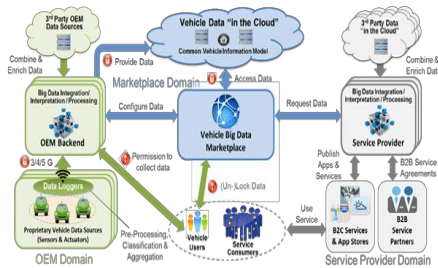 3rd Party OEM
Data Sources
Combine &
Enrich Data
Provide Data
Vehicle Data "in the Cloud"
Common VehicleInformation Model
3rd Party Data
"in the Cloud"
Combine &
Enrich Data
Marketplace Domain
Access Data
Big Data Integration/
Interpretation / Processing
OEM Backend
Configure Data
Vehicle Big Data
Marketplace
Request Data
Big Data Integration/
Interpretation / Processing
Service Provider
3/4/5 G
Permission to
collect data
(Un-)Lock Data
Publish
Apps &
Services
B2B Service
Agreements
Data Loggers
Proprietary Vehicle Data Sources
(Sensors & Actuators)
OEM Domain
Pre-Processing,
Classification &
Aggregation
Vehicle
Users
Service
Consumers
Use
Service
B2C Services
& App Stores
B2B
Service
Partners
Service Provider Domain